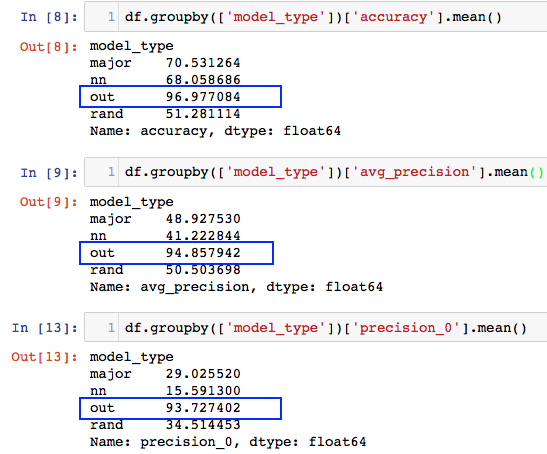 In [8]: 1 df.groupby(['model_type'])['accuracy'].mean()
Out[8]: model_type
major 70.531264
nn 68.058686
out 96.977084
rand 51.281114
Name: accuracy, dtype: float64
In [9]: 1 df.groupby(['model_type'])['avg_precision'].mean()
Out[9]: model_type
major 48.927530
nn 41.222844
out 94.857942
rand 50.503698
Name: avg_precision, dtype: float64
In [13]: 1 df.groupby(['model_type'])['precision_0'].mean()
Out[13]: model_type
major 29.025520
nn 15.591300
out 93.727402
rand 34.514453
Name: precision_0, dtype: float64